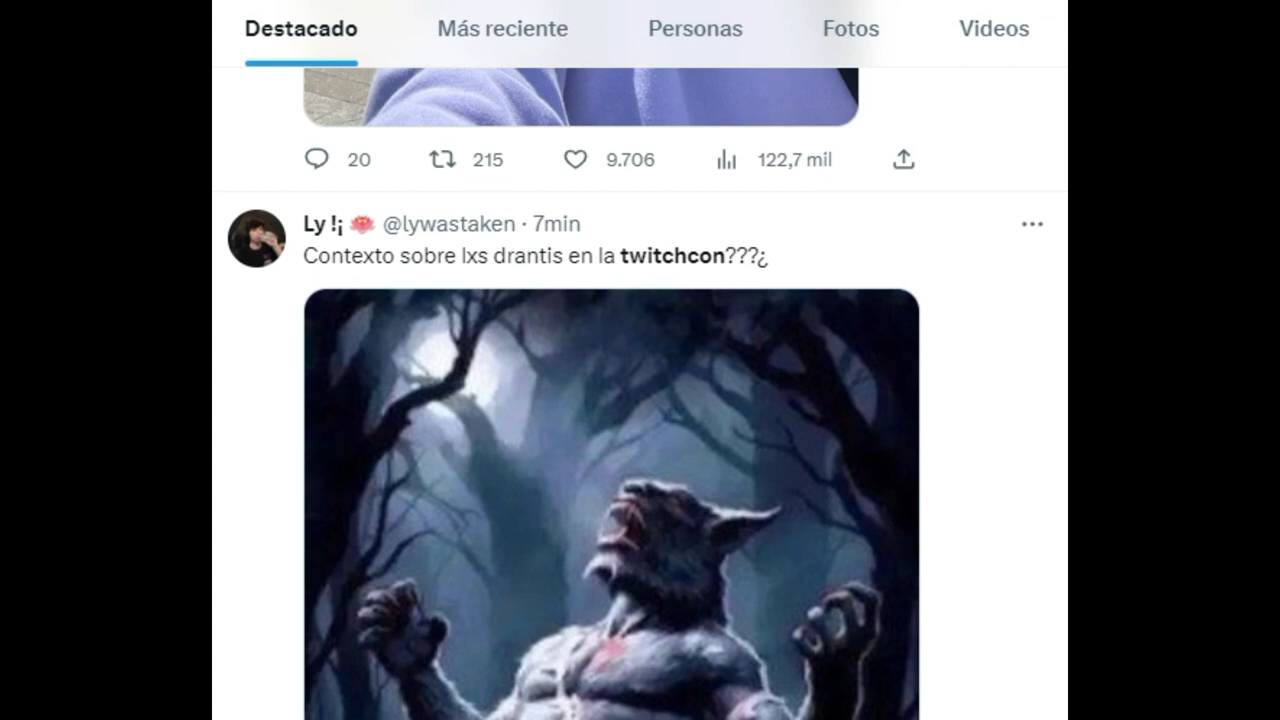 Destacado Más reciente Personas Fotos Videos
20 215 9.706 122,7 mil
Ly !¡ 🪷 @lywastaken · 7min
Contexto sobre lxs drantis en la twitchcon???¿